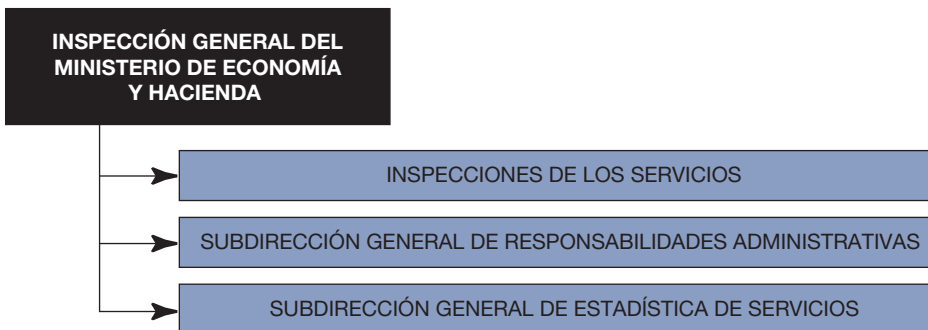 INSPECCIÓN GENERAL DEL
MINISTERIO DE ECONOMÍA
Y HACIENDA
INSPECCIONES DE LOS SERVICIOS
SUBDIRECCIÓN GENERAL DE RESPONSABILIDADES ADMINISTRATIVAS
SUBDIRECCIÓN GENERAL DE ESTADÍSTICA DE SERVICIOS